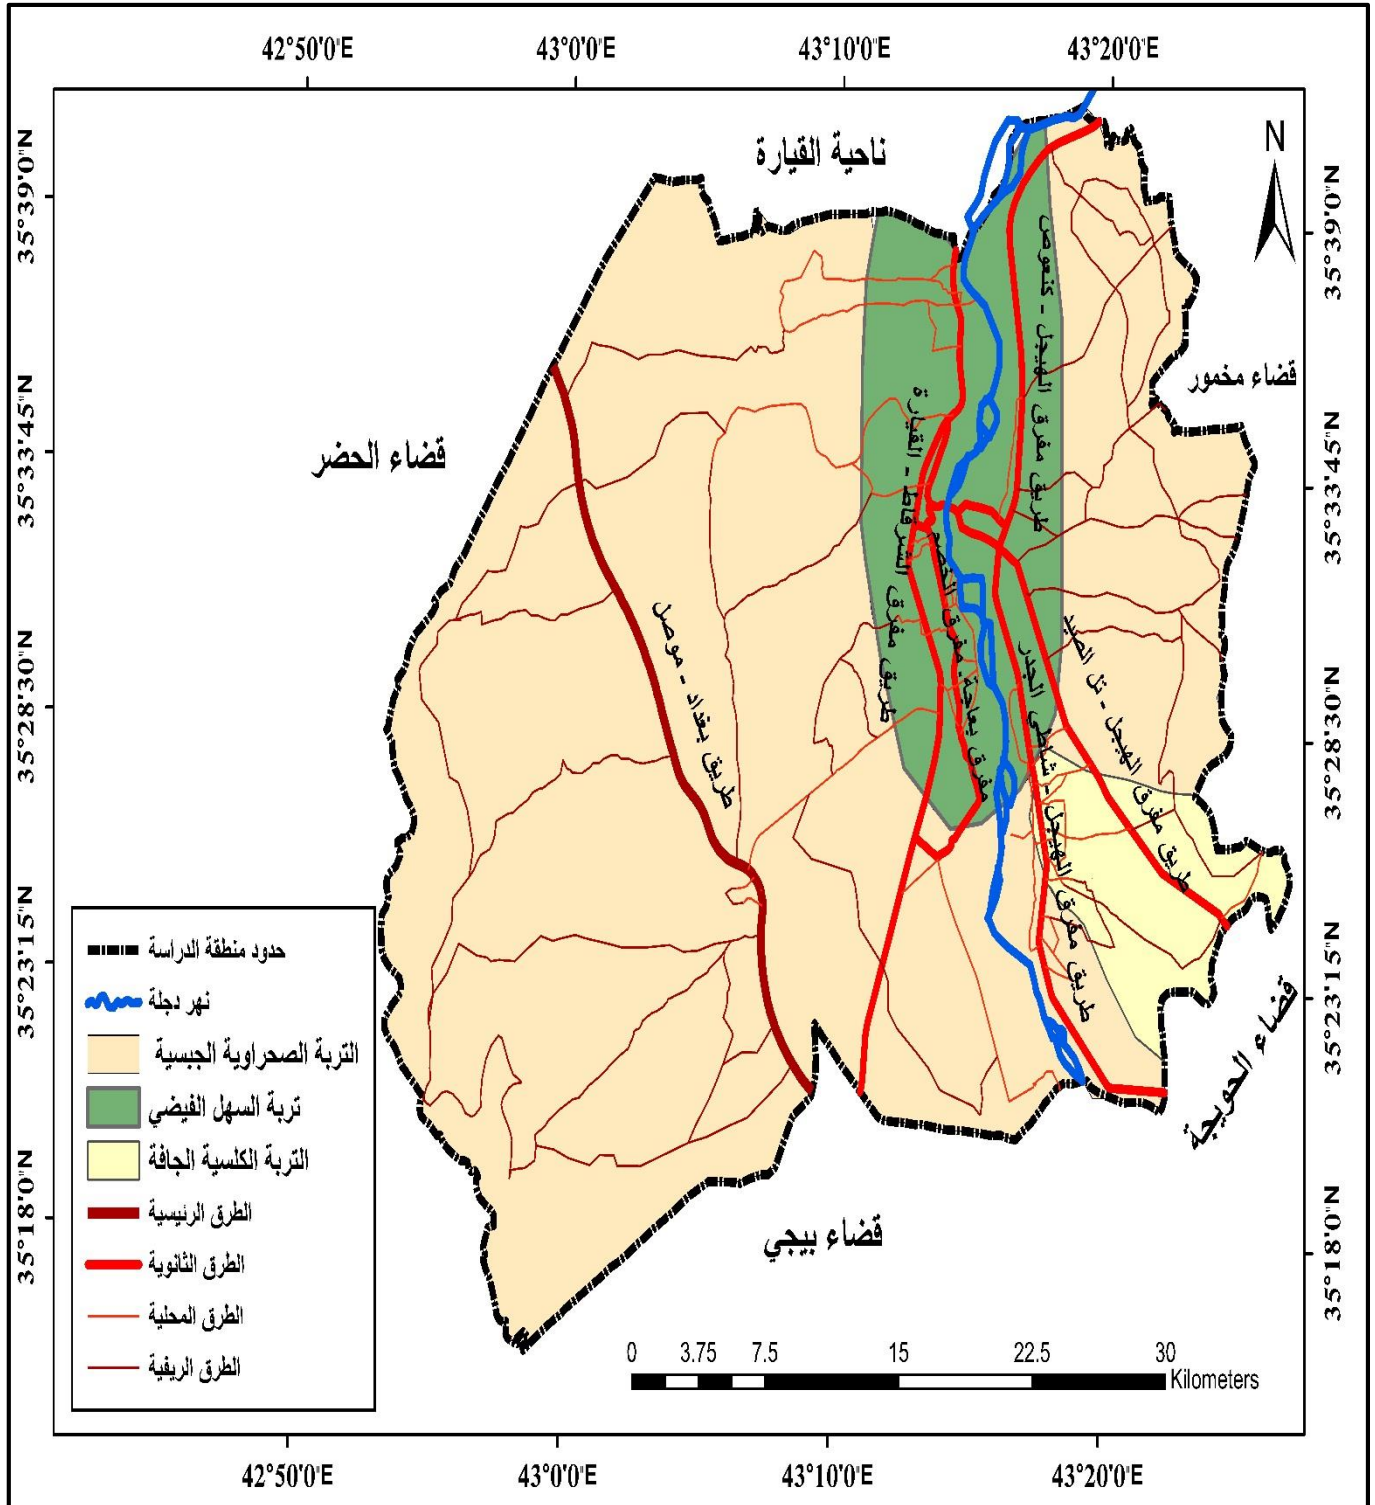 42°50'0"E 43°0'0"E 43°10'0"E 43°20'0"E
N
ناحية القيارة
35°39'0"N
35°39'0"N
طريق مفرق الهيجل - كنعوص
قضاء مخمور
35°33'45"N
35°33'45"N
قضاء الحضر
طريق مفرق الشرقاط - القيارة
طريق بغداد - موصل
طريق مفرق الهيجل - تل الصيد
طريق مفرق الهيجل - شاطى الجدر
35°28'30"N
35°28'30"N
35°23'15"N
35°23'15"N
قضاء الحويجة
قضاء بيجي
35°18'0"N
35°18'0"N
حدود منطقة الدراسة
نهر دجلة
التربة الصحراوية الجبسية
تربة السهل الفيضي
التربة الكلسية الجافة
الطرق الرئيسية
الطرق الثانوية
الطرق المحلية
الطرق الريفية
0 3.75 7.5 15 22.5 30
Kilometers
42°50'0"E 43°0'0"E 43°10'0"E 43°20'0"E